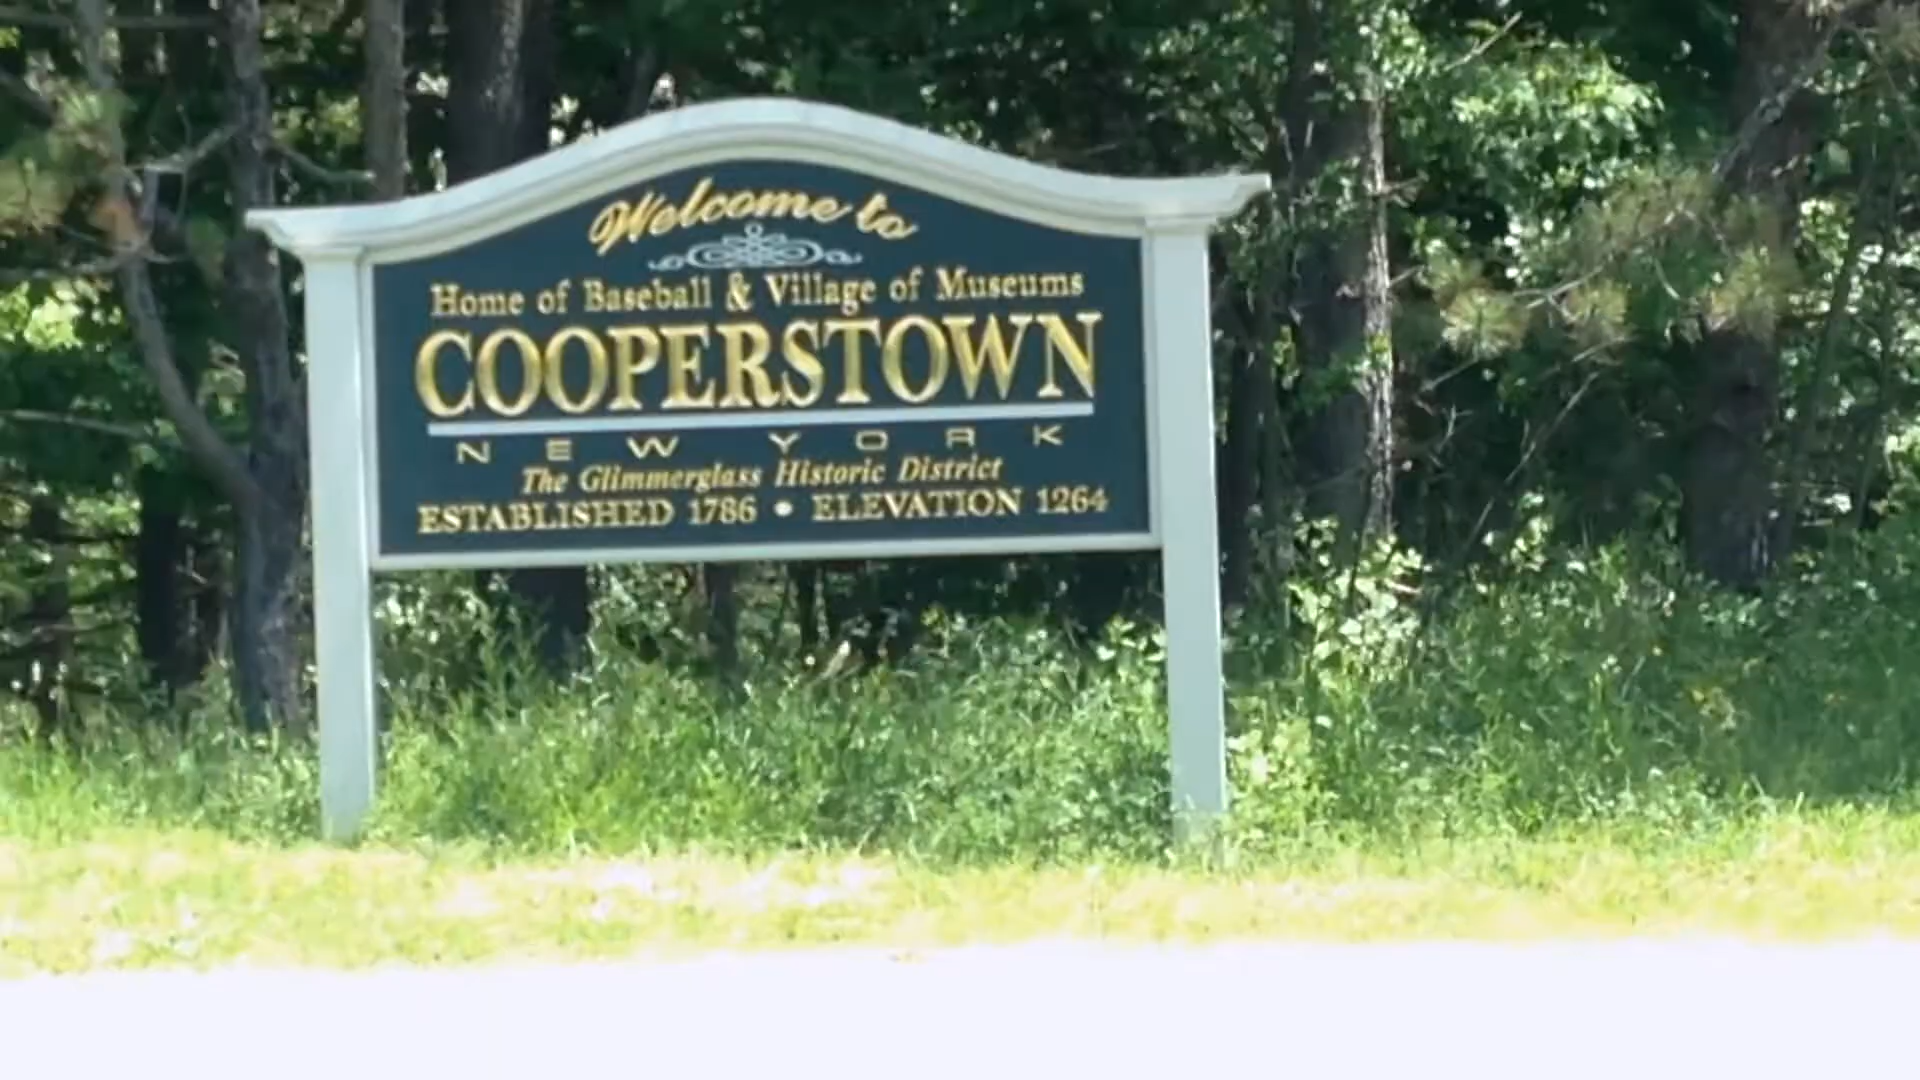 Welcome to
Home of Baseball & Village of Museums
COOPERSTOWN
NEW YORK
The Glimmerglass Historic District
ESTABLISHED 1786 • ELEVATION 1264